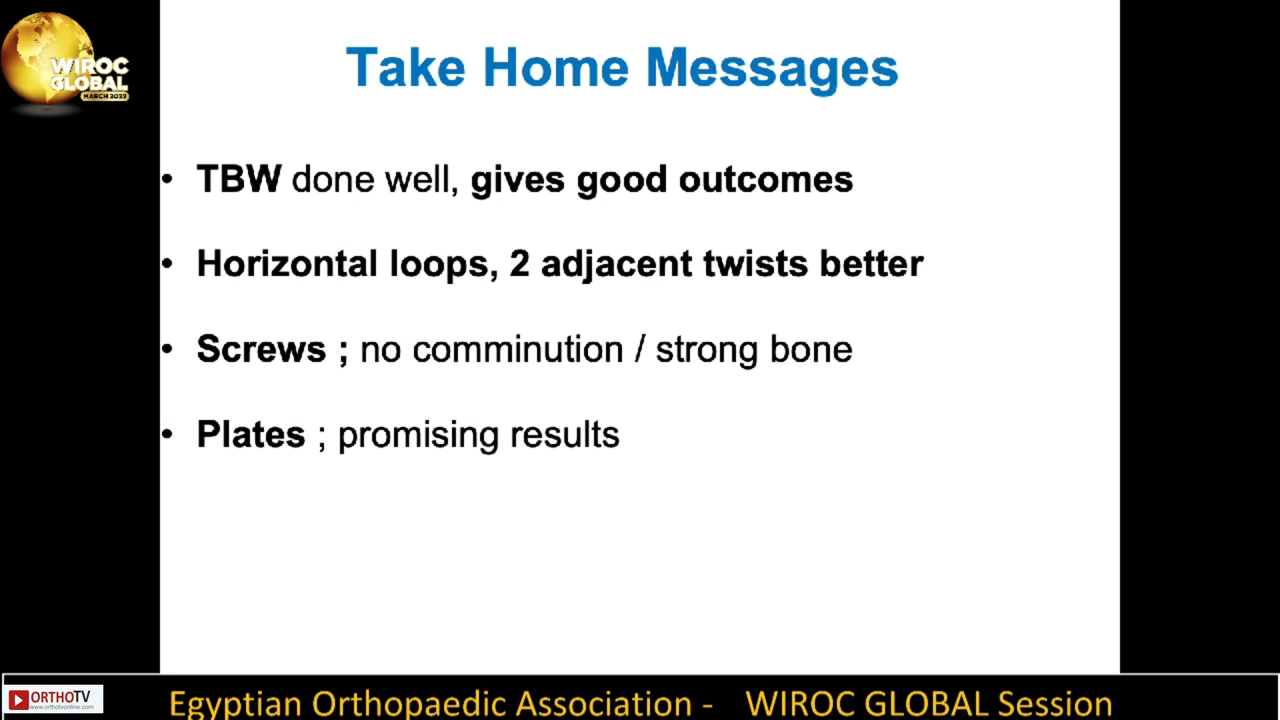 WIROC
GLOBAL
MARCH 2022
Take Home Messages
• TBW done well, gives good outcomes
• Horizontal loops, 2 adjacent twists better
• Screws ; no comminution / strong bone
• Plates ; promising results
ORTHOTV
www.orthotvonline.com
Egyptian Orthopaedic Association - WIROC GLOBAL Session